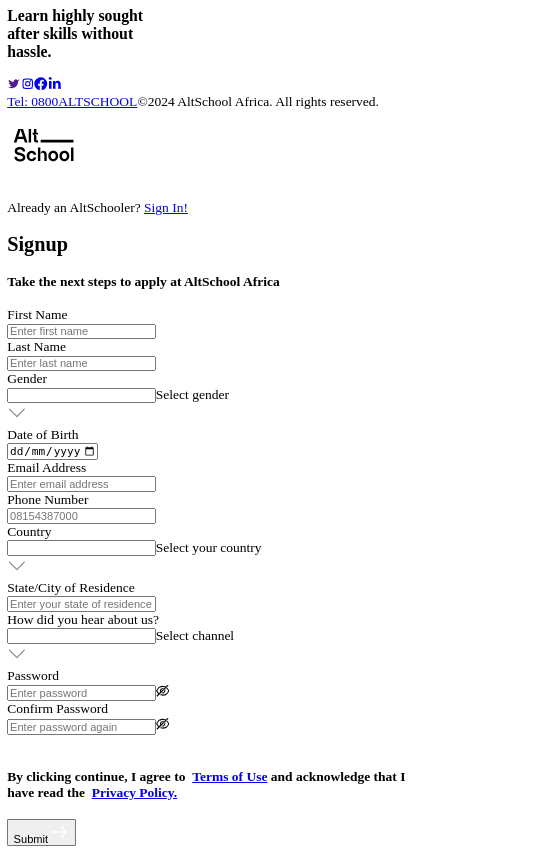 Learn highly sought
after skills without
hassle.
Tel: 0800ALTSCHOOL©2024 AltSchool Africa. All rights reserved.
Alt
School
Already an AltSchooler? Sign In!
Signup
Take the next steps to apply at AltSchool Africa
First Name
Enter first name
Last Name
Enter last name
Gender
Select gender
Date of Birth
dd/mm/yyyy
Email Address
Enter email address
Phone Number
08154387000
Country
Select your country
State/City of Residence
Enter your state of residence
How did you hear about us?
Select channel
Password
Enter password
Confirm Password
Enter password again
By clicking continue, I agree to Terms of Use and acknowledge that I
have read the Privacy Policy.
Submit